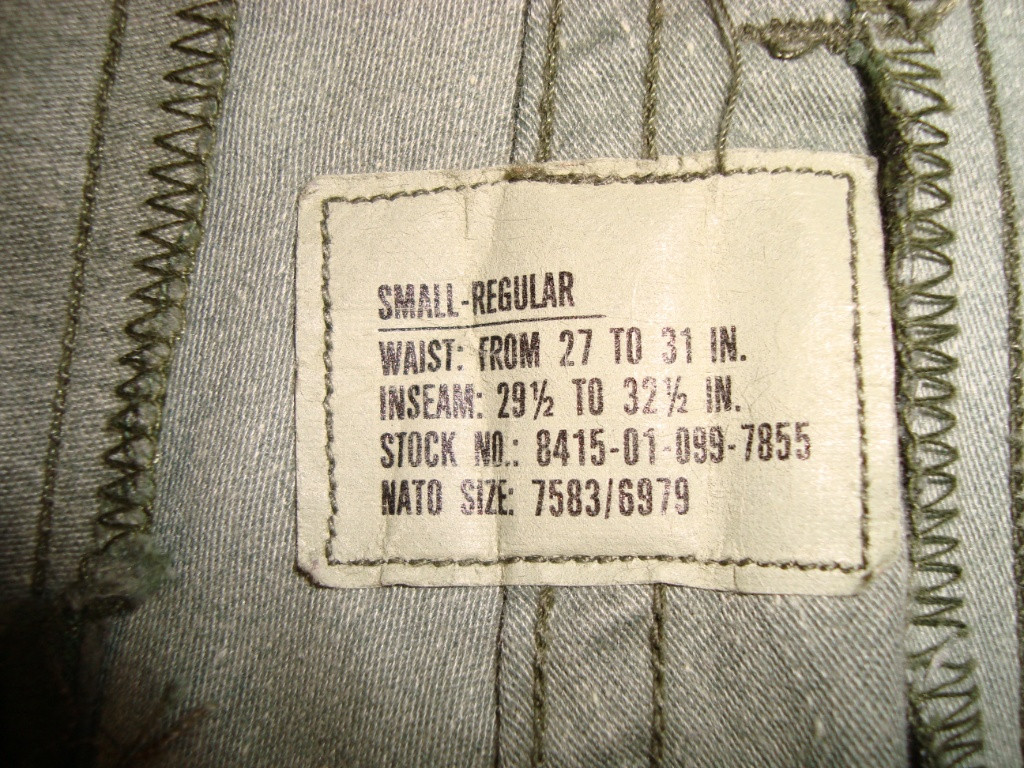 SMALL-REGULAR
WAIST: FROM 27 TO 31 IN.
INSEAM: 29½ TO 32½ IN.
STOCK NO.: 8415-01-099-7855
NATO SIZE: 7583/6979